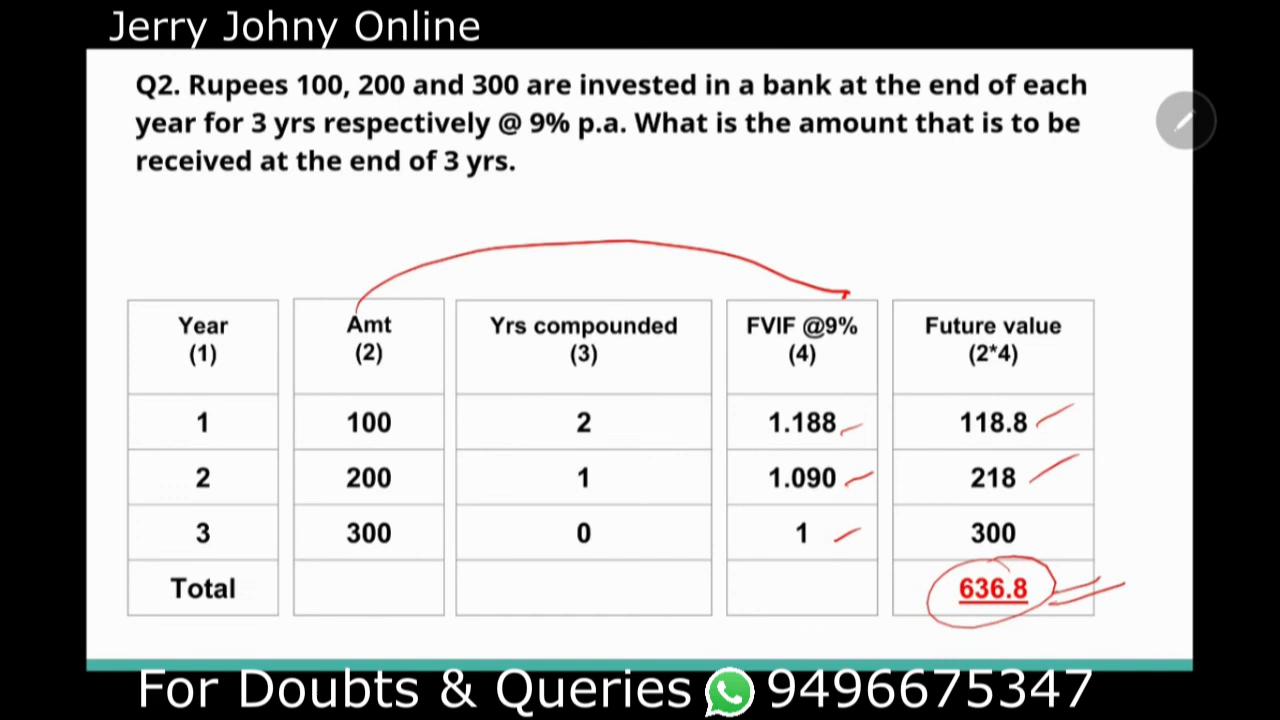 Jerry Johny Online
Q2. Rupees 100, 200 and 300 are invested in a bank at the end of each
year for 3 yrs respectively @ 9% p.a. What is the amount that is to be
received at the end of 3 yrs.
Year Amt Yrs compounded FVIF @9% Future value
(1) (2) (3) (4) (2*4)
1 100 2 1.188 118.8
2 200 1 1.090 218
3 300 0 1 300
Total 636.8
For Doubts & Queries 9496675347